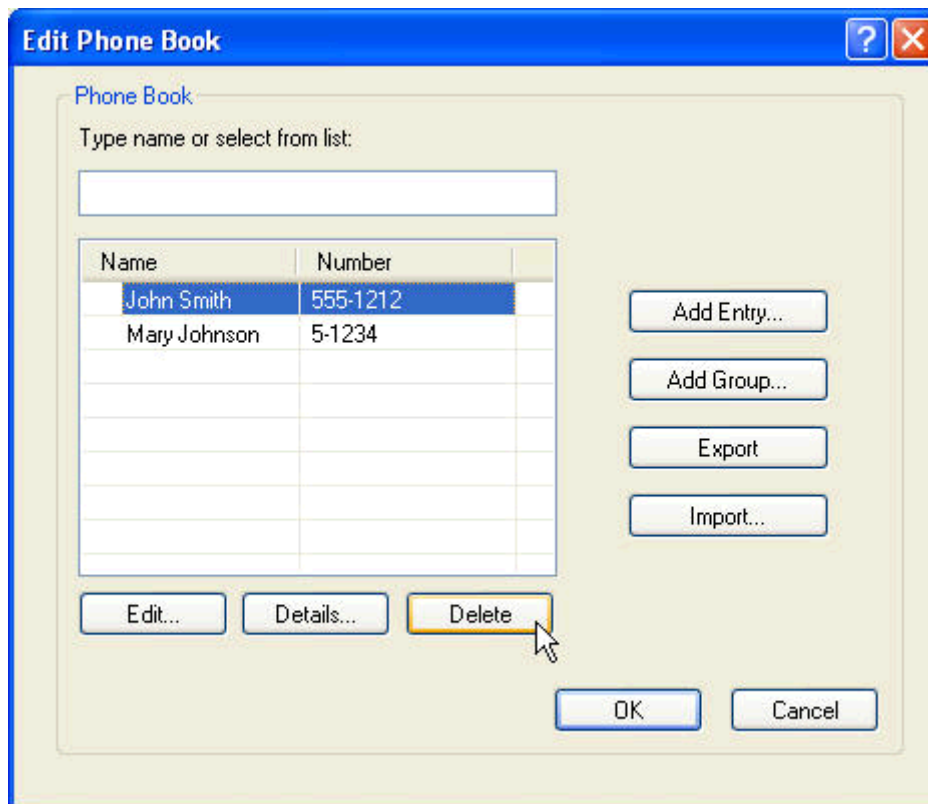 Edit Phone Book
Phone Book
Type name or select from list:
Name Number
John Smith 555-1212
Mary Johnson 5-1234
Add Entry...
Add Group...
Export
Import...
Edit... Details... Delete
OK Cancel